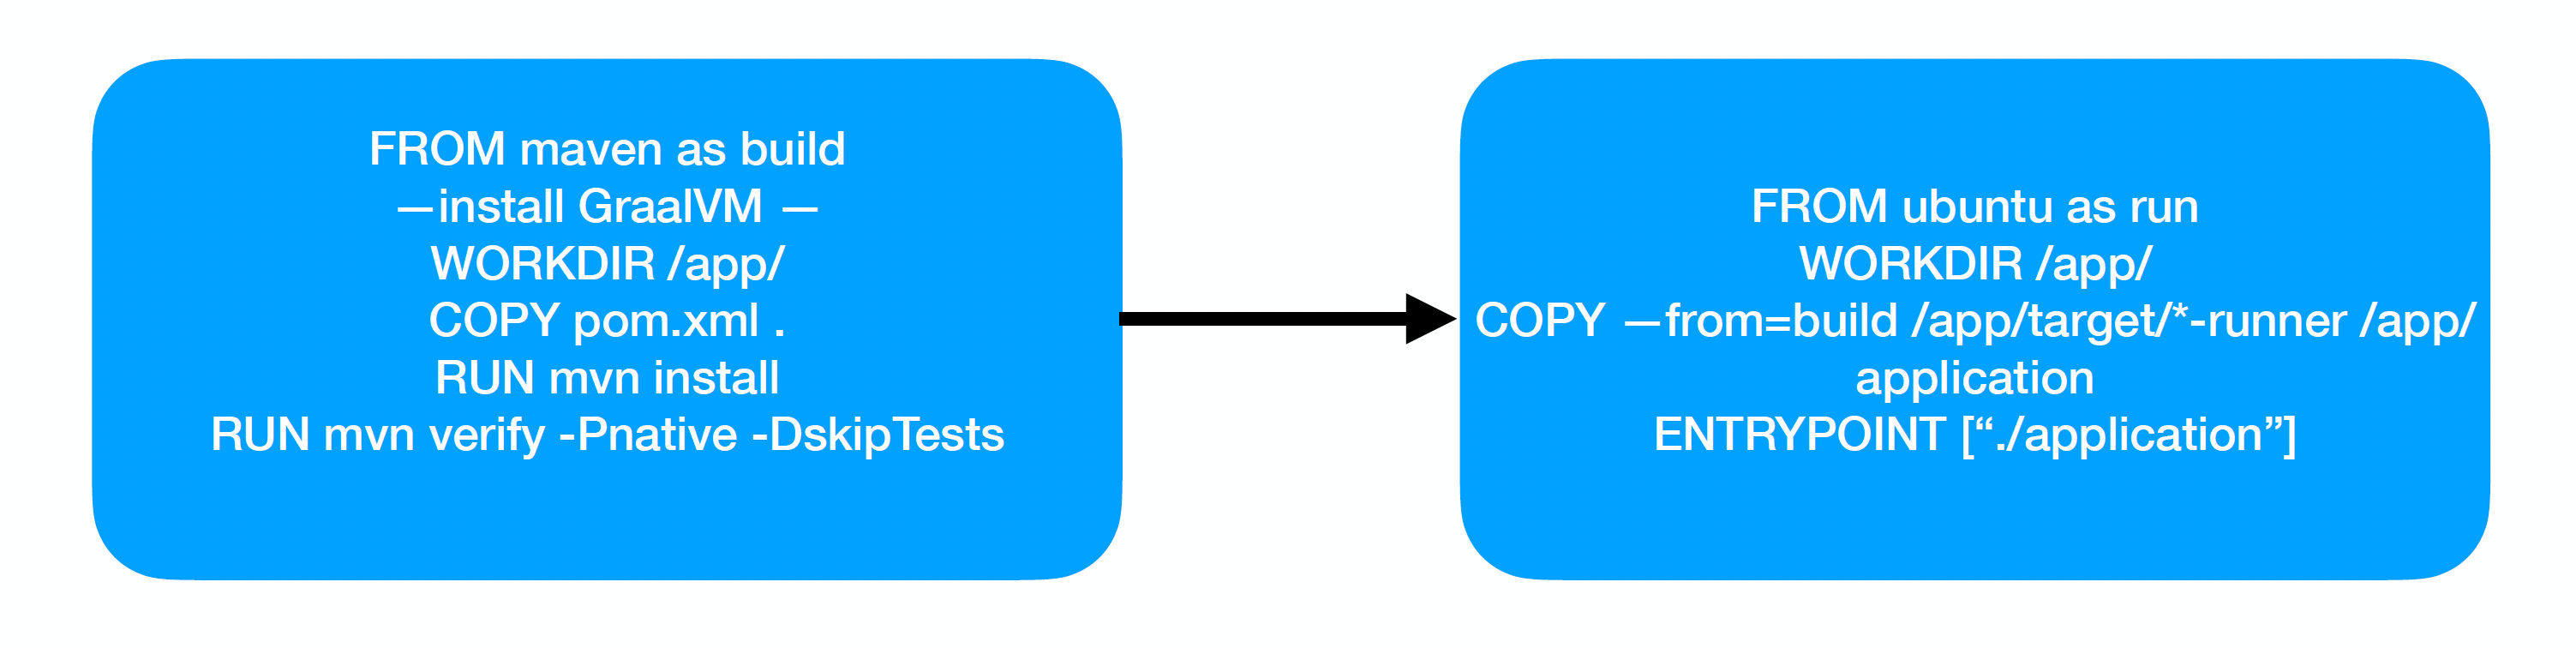 FROM maven as build
—install GraalVM —
WORKDIR /app/
COPY pom.xml .
RUN mvn install
RUN mvn verify -Pnative -DskipTests
FROM ubuntu as run
WORKDIR /app/
COPY —from=build /app/target/*-runner /app/
application
ENTRYPOINT [“./application”]